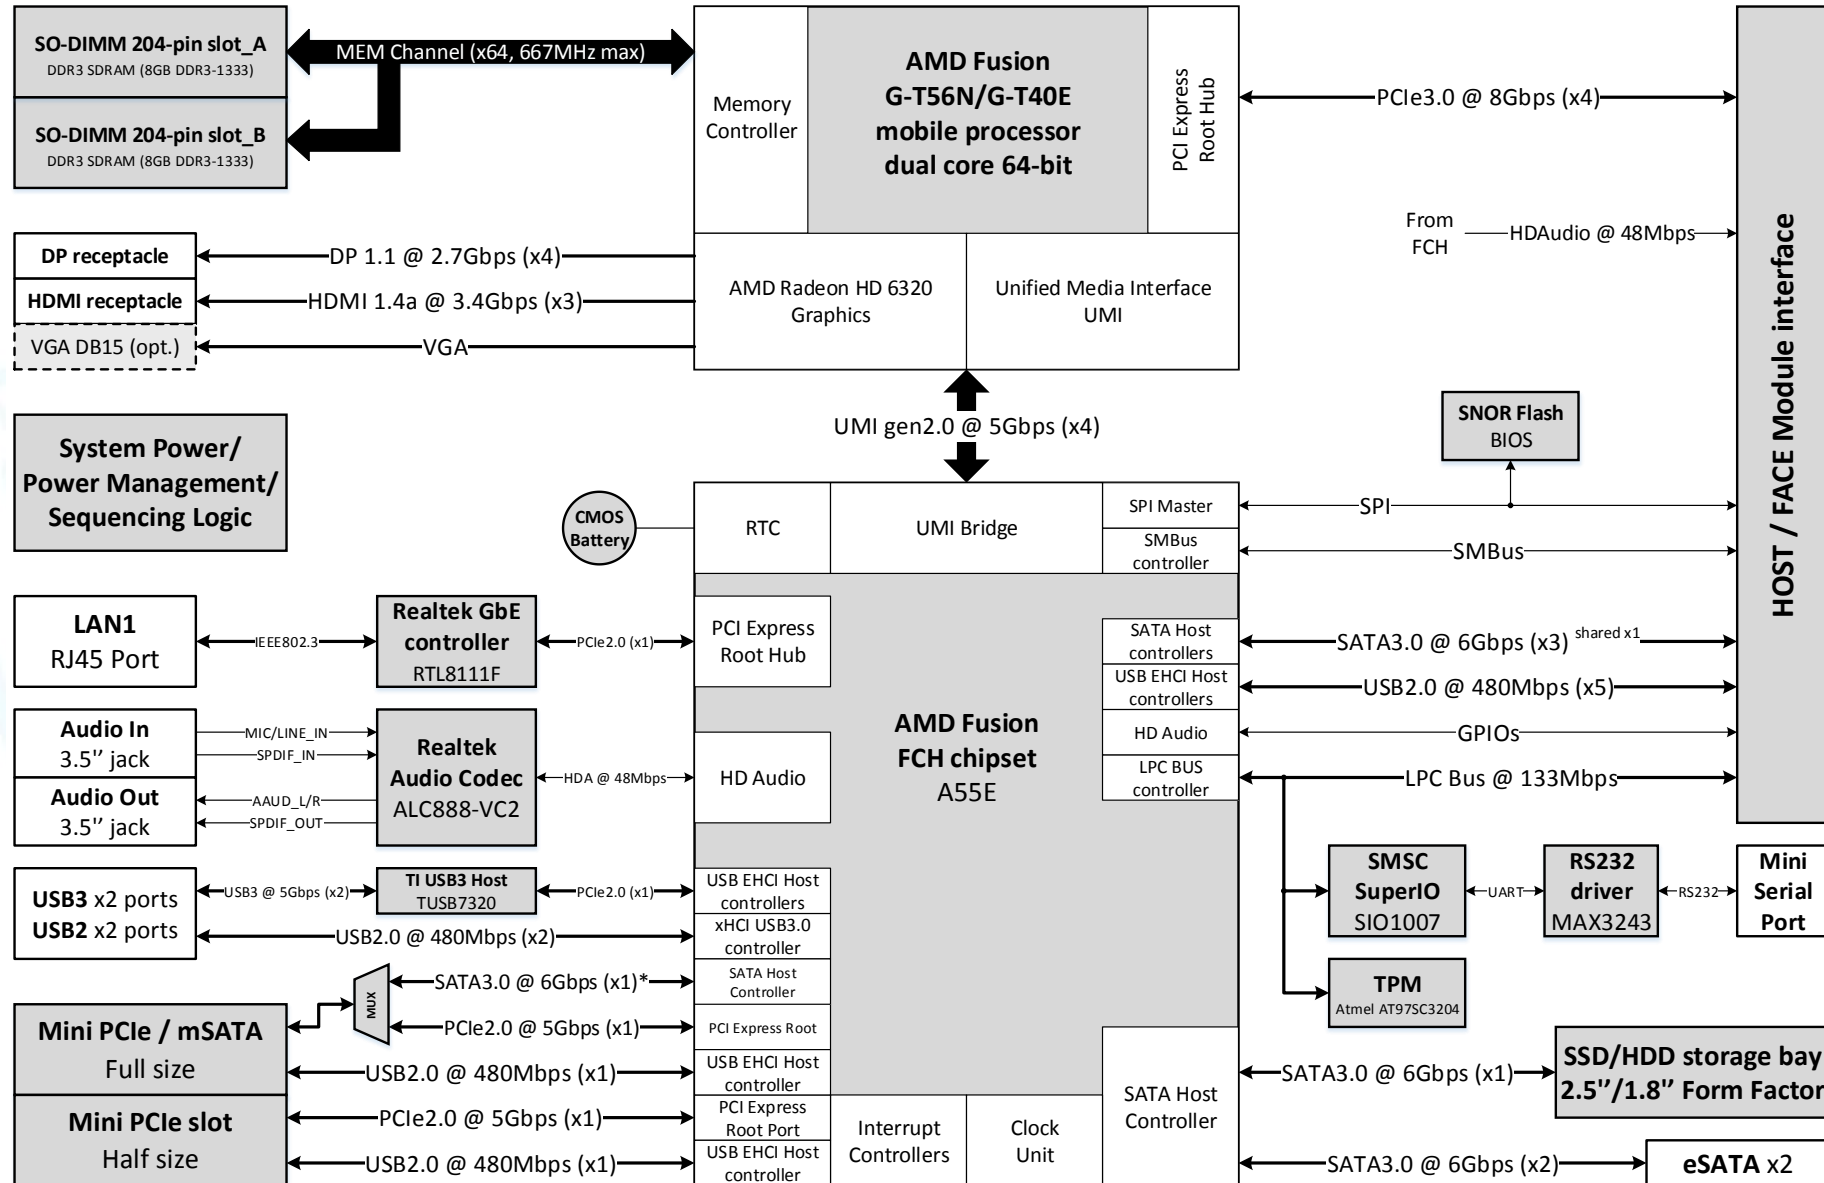 SO-DIMM 204-pin slot_A
DDR3 SDRAM (8GB DDR3-1333)
SO-DIMM 204-pin slot_B
DDR3 SDRAM (8GB DDR3-1333)
MEM Channel (x64, 667MHz max)
Memory
Controller
AMD Fusion
G-T56N/G-T40E
mobile processor
dual core 64-bit
PCI Express
Root Hub
PCIe3.0 @ 8Gbps (x4)
From
FCH
HDAudio @ 48Mbps
HOST / FACE Module interface
DP receptacle
DP 1.1 @ 2.7Gbps (x4)
HDMI receptacle
HDMI 1.4a @ 3.4Gbps (x3)
VGA DB15 (opt.)
VGA
AMD Radeon HD 6320
Graphics
Unified Media Interface
UMI
UMI gen2.0 @ 5Gbps (x4)
SNOR Flash
BIOS
System Power/
Power Management/
Sequencing Logic
CMOS
Battery
RTC
UMI Bridge
SPI Master
SPI
SMBus
controller
SMBus
LAN1
RJ45 Port
IEEE802.3
Realtek GbE
controller
RTL8111F
PCIe2.0 (x1)
PCI Express
Root Hub
SATA Host
controllers
SATA3.0 @ 6Gbps (x3) shared x1
USB EHCI Host
controllers
USB2.0 @ 480Mbps (x5)
AMD Fusion
FCH chipset
A55E
HD Audio
GPIOs
LPC BUS
controller
LPC Bus @ 133Mbps
Audio In
3.5'' jack
MIC/LINE_IN
SPDIF_IN
Audio Out
3.5'' jack
AAUD_L/R
SPDIF_OUT
Realtek
Audio Codec
ALC888-VC2
HDA @ 48Mbps
HD Audio
SMSC
SuperIO
SIO1007
UART
RS232
driver
MAX3243
RS232
Mini
Serial
Port
TPM
Atmel AT97SC3204
USB3 x2 ports
USB2 x2 ports
USB3 @ 5Gbps (x2)
TI USB3 Host
TUSB7320
PCIe2.0 (x1)
USB EHCI Host
controllers
USB2.0 @ 480Mbps (x2)
xHCI USB3.0
controller
MUX
SATA3.0 @ 6Gbps (x1)*
SATA Host
Controller
PCIe2.0 @ 5Gbps (x1)
PCI Express Root
Mini PCIe / mSATA
Full size
USB2.0 @ 480Mbps (x1)
USB EHCI Host
controller
Mini PCIe slot
Half size
PCIe2.0 @ 5Gbps (x1)
PCI Express
Root Port
USB2.0 @ 480Mbps (x1)
USB EHCI Host
controller
Interrupt
Controllers
Clock
Unit
SATA Host
Controller
SATA3.0 @ 6Gbps (x1)
SSD/HDD storage bay
2.5''/1.8'' Form Factor
SATA3.0 @ 6Gbps (x2)
eSATA x2